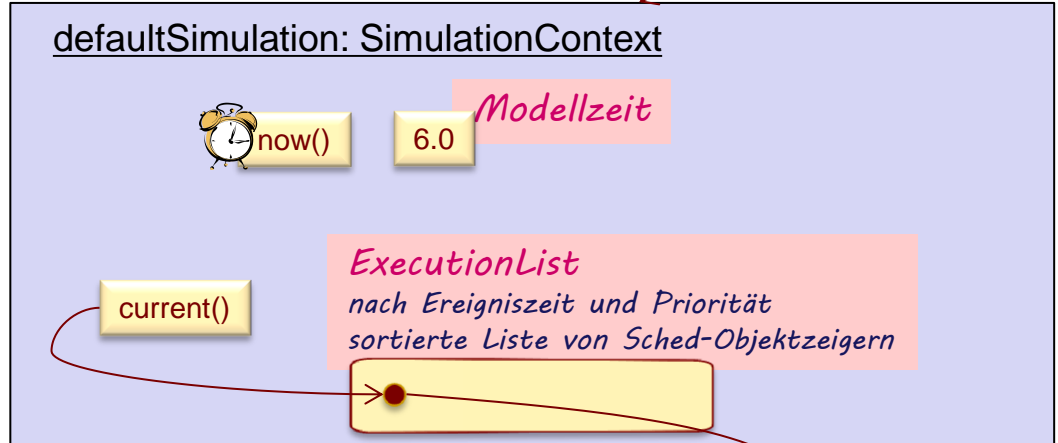 defaultSimulation: SimulationContext
Modellzeit
now()
6.0
ExecutionList
nach Ereigniszeit und Priorität
sortierte Liste von Sched-Objektzeigern
current()